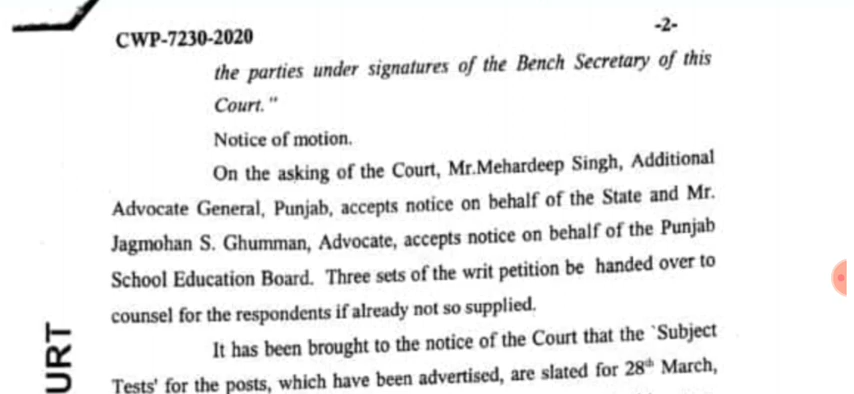 -2-
CWP-7230-2020
the parties under signatures of the Bench Secretary of this
Court."
Notice of motion.
On the asking of the Court, Mr.Mehardeep Singh, Additional
Advocate General, Punjab, accepts notice on behalf of the State and Mr.
Jagmohan S. Ghumman, Advocate, accepts notice on behalf of the Punjab
School Education Board. Three sets of the writ petition be handed over to
counsel for the respondents if already not so supplied.
It has been brought to the notice of the Court that the `Subject
Tests' for the posts, which have been advertised, are slated for 28th March,
URT